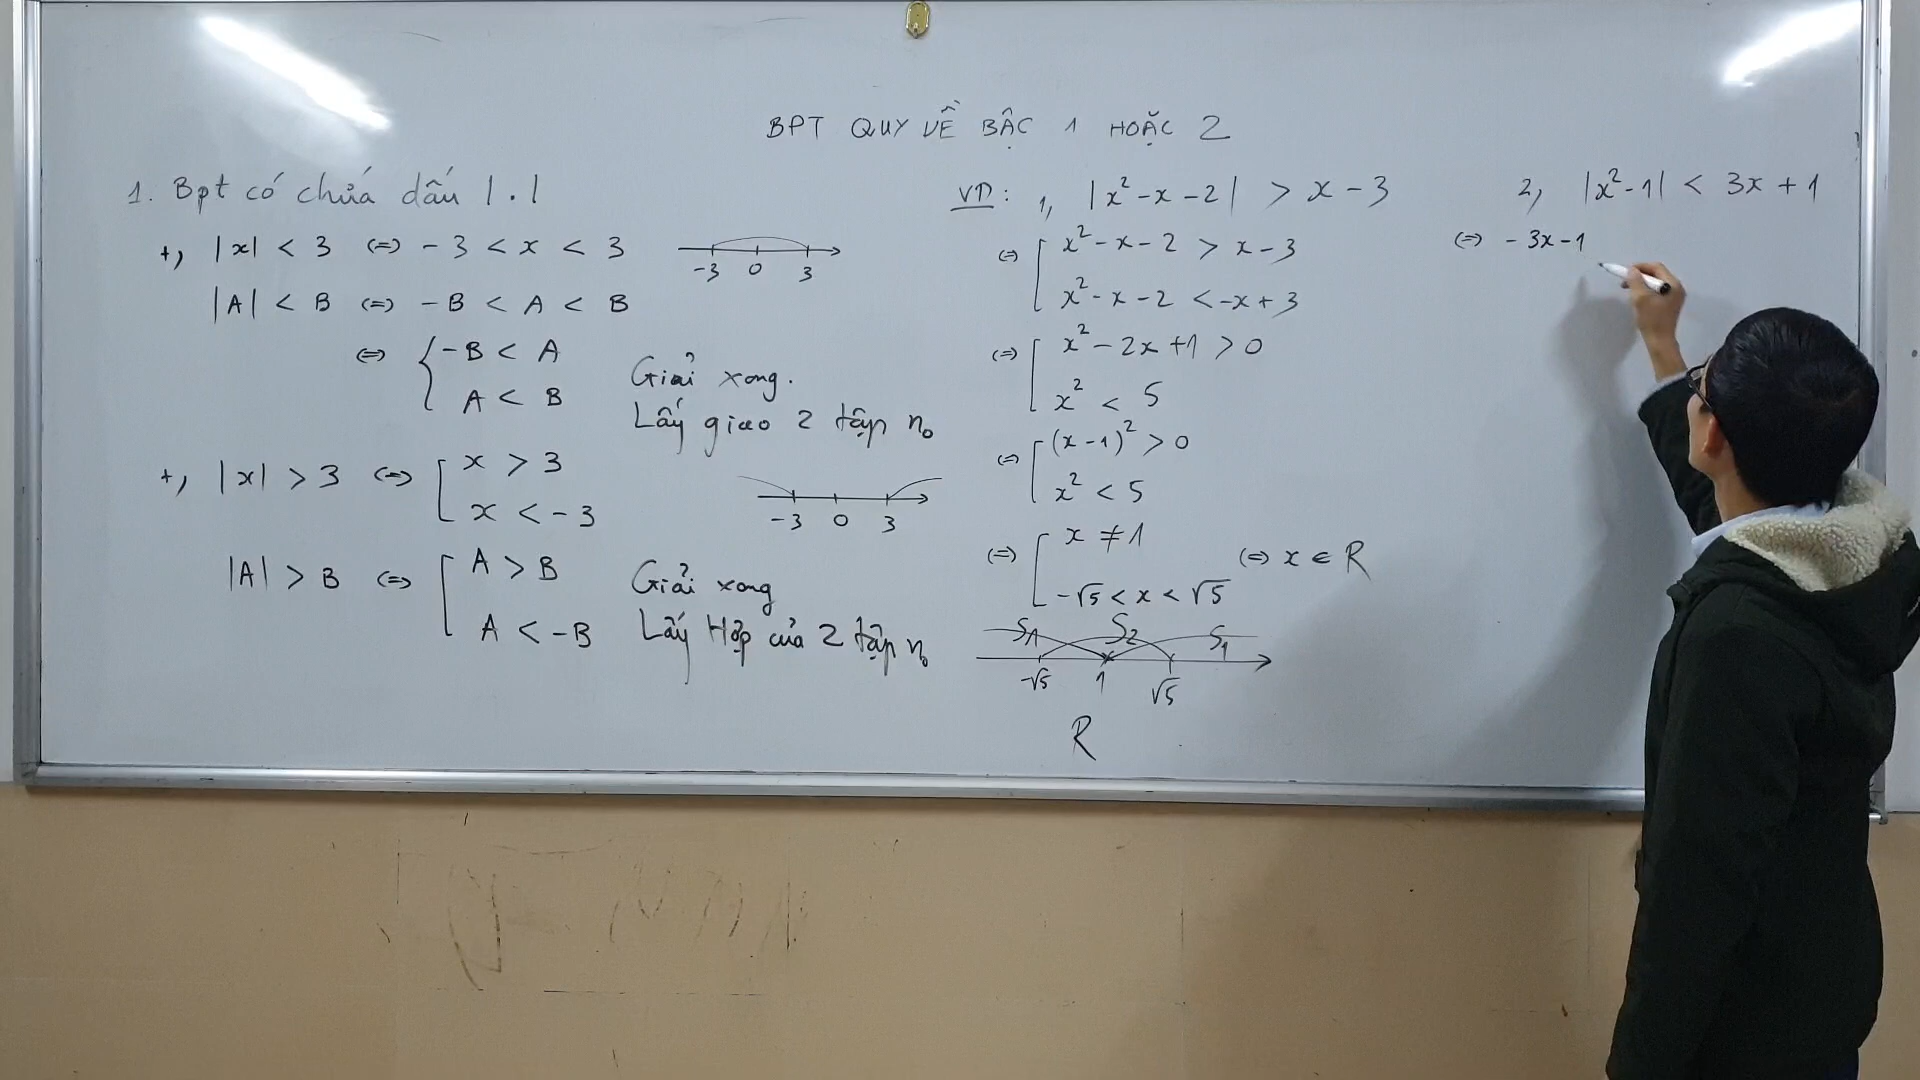 BPT QUY VỀ BẬC 1 HOẶC 2
1. Bpt có chứa dấu |.|
+, |x| < 3 (=) -3 < x < 3
-3 0 3
|A| < B (=) -B < A < B
(=) { -B < A
A < B
Giải xong.
Lấy giao 2 tập n₀
+, |x| > 3 (=) [ x > 3
x < -3
-3 0 3
|A| > B (=) [ A > B
A < -B
Giải xong
Lấy Hợp của 2 tập n₀
VD: 1, |x² - x - 2| > x - 3
(=) [ x² - x - 2 > x - 3
x² - x - 2 < -x + 3
(=) [ x² - 2x + 1 > 0
x² < 5
(=) [ (x - 1)² > 0
x² < 5
(=) [ x ≠ 1
-√5 < x < √5
(=) x ∈ R
S1 S2 S1
-√5 1 √5
R
2, |x² - 1| < 3x + 1
(=) -3x - 1